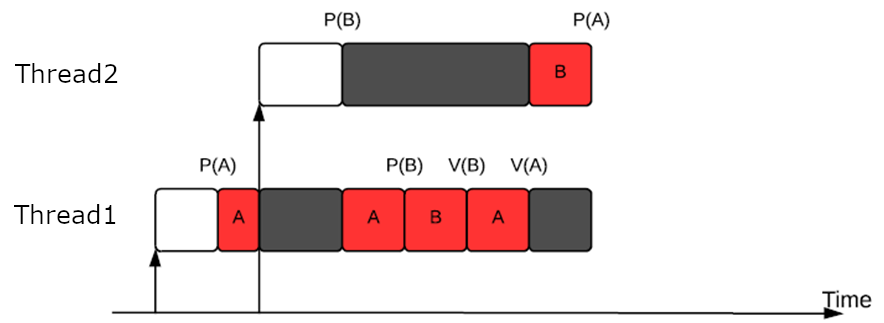 P(B) P(A)
Thread2 B
P(A) P(B) V(B) V(A)
Thread1 A A B A
Time